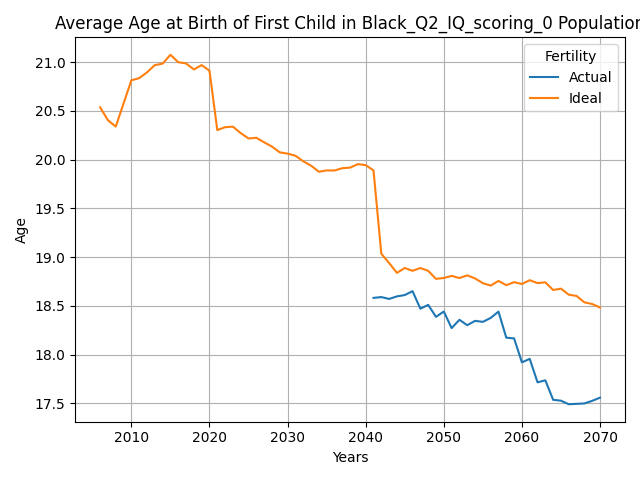 Average Age at Birth of First Child in Black_Q2_IQ_scoring_0 Population
Fertility
Actual
Ideal
21.0
20.5
20.0
19.5
19.0
18.5
18.0
17.5
Age
2010 2020 2030 2040 2050 2060 2070
Years